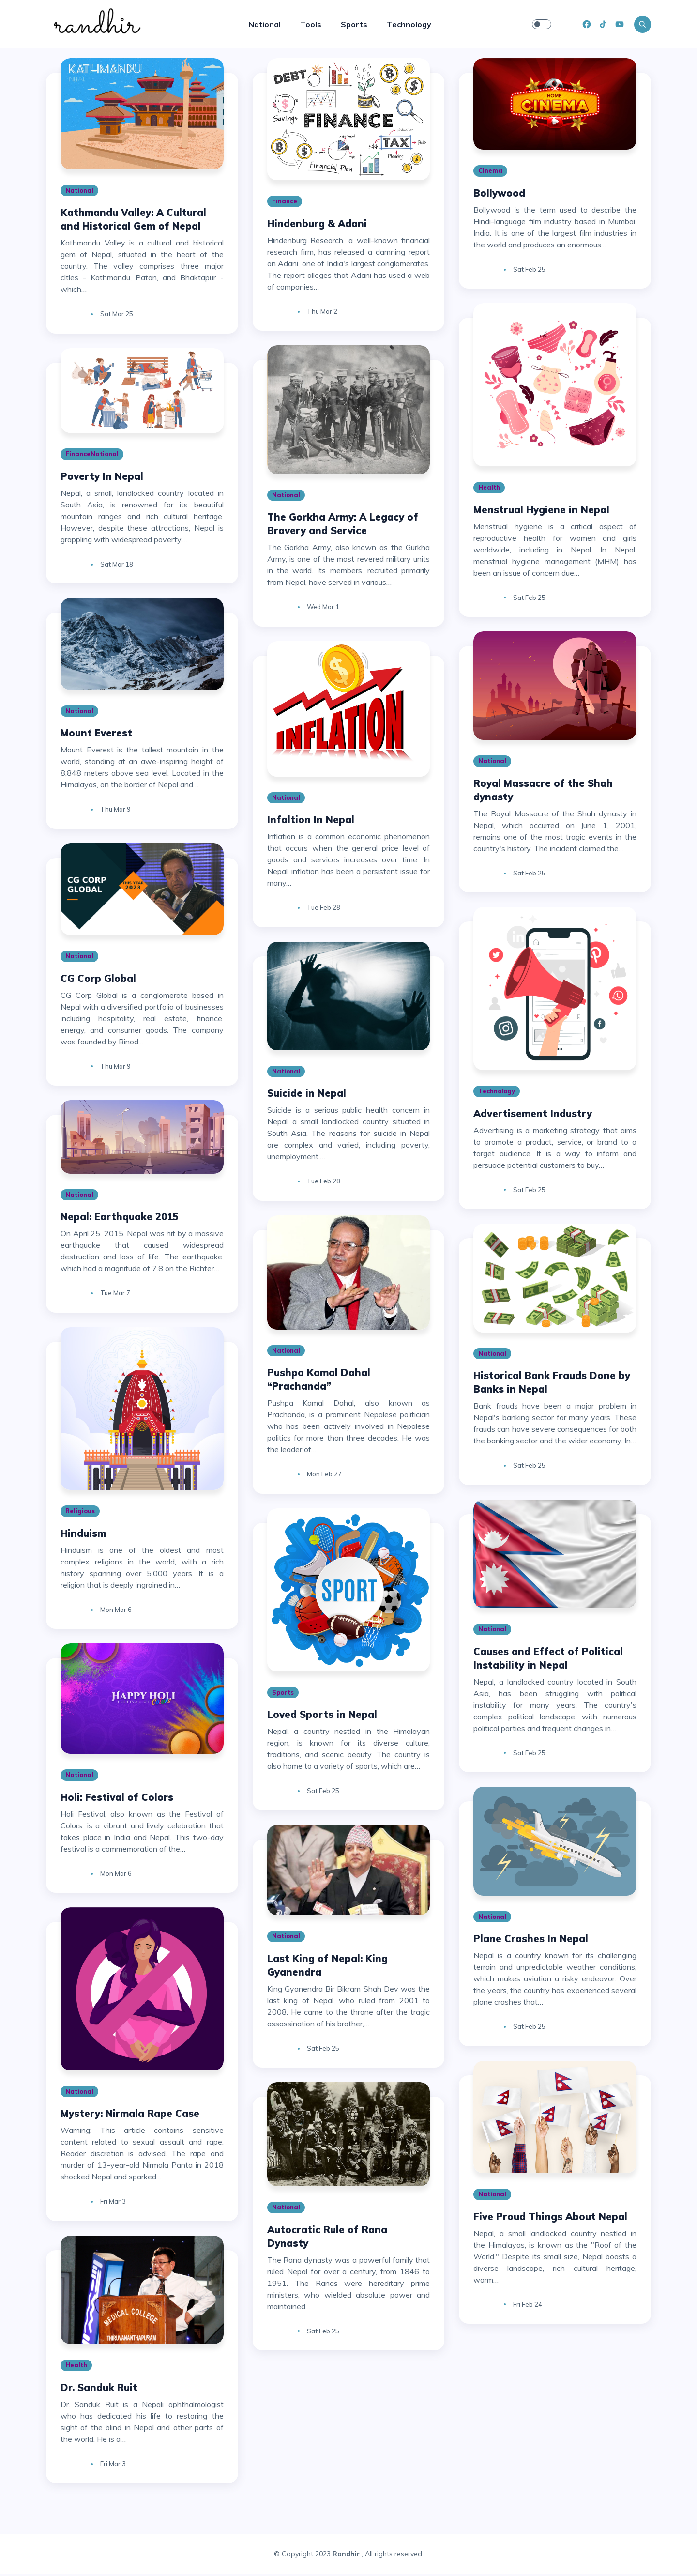 randhir
National
Tools
Sports
Technology
KATHMANDU
National
Kathmandu Valley: A Cultural
and Historical Gem of Nepal
Kathmandu Valley is a cultural and historical
gem of Nepal, situated in the heart of the
country. The valley comprises three major
cities - Kathmandu, Patan, and Bhaktapur -
which...
Sat Mar 25
FinanceNational
Poverty In Nepal
Nepal, a small, landlocked country located in
South Asia, is renowned for its beautiful
mountain ranges and rich cultural heritage.
However, despite these attractions, Nepal is
grappling with widespread poverty....
Sat Mar 18
National
Mount Everest
Mount Everest is the tallest mountain in the
world, standing at an awe-inspiring height of
8,848 meters above sea level. Located in the
Himalayas, on the border of Nepal and...
Thu Mar 9
CG CORP
GLOBAL
2023
National
CG Corp Global
CG Corp Global is a conglomerate based in
Nepal with a diversified portfolio of businesses
including hospitality, real estate, finance,
energy, and consumer goods. The company
was founded by Binod...
Thu Mar 9
National
Nepal: Earthquake 2015
On April 25, 2015, Nepal was hit by a massive
earthquake that caused widespread
destruction and loss of life. The earthquake,
which had a magnitude of 7.8 on the Richter...
Tue Mar 7
Religious
Hinduism
Hinduism is one of the oldest and most
complex religions in the world, with a rich
history spanning over 5,000 years. It is a
religion that is deeply ingrained in...
Mon Mar 6
HAPPY HOLI
FESTIVAL OF
National
Holi: Festival of Colors
Holi Festival, also known as the Festival of
Colors, is a vibrant and lively celebration that
takes place in India and Nepal. This two-day
festival is a commemoration of the...
Mon Mar 6
National
Mystery: Nirmala Rape Case
Warning: This article contains sensitive
content related to sexual assault and rape.
Reader discretion is advised. The rape and
murder of 13-year-old Nirmala Panta in 2018
shocked Nepal and sparked...
Fri Mar 3
MEDICAL COLLEGE
THIRUVANANTHAPURAM
Health
Dr. Sanduk Ruit
Dr. Sanduk Ruit is a Nepali ophthalmologist
who has dedicated his life to restoring the
sight of the blind in Nepal and other parts of
the world. He is a...
Fri Mar 3
DEBT
Savings
FINANCE
TAX
Financial Plan
Finance
Hindenburg & Adani
Hindenburg Research, a well-known financial
research firm, has released a damning report
on Adani, one of India's largest conglomerates.
The report alleges that Adani has used a web
of companies...
Thu Mar 2
National
The Gorkha Army: A Legacy of
Bravery and Service
The Gorkha Army, also known as the Gurkha
Army, is one of the most revered military units
in the world. Its members, recruited primarily
from Nepal, have served in various...
Wed Mar 1
INFLATION
National
Infaltion In Nepal
Inflation is a common economic phenomenon
that occurs when the general price level of
goods and services increases over time. In
Nepal, inflation has been a persistent issue for
many...
Tue Feb 28
National
Suicide in Nepal
Suicide is a serious public health concern in
Nepal, a small landlocked country situated in
South Asia. The reasons for suicide in Nepal
are complex and varied, including poverty,
unemployment,...
Tue Feb 28
National
Pushpa Kamal Dahal
“Prachanda”
Pushpa Kamal Dahal, also known as
Prachanda, is a prominent Nepalese politician
who has been actively involved in Nepalese
politics for more than three decades. He was
the leader of...
Mon Feb 27
SPORT
Sports
Loved Sports in Nepal
Nepal, a country nestled in the Himalayan
region, is known for its diverse culture,
traditions, and scenic beauty. The country is
also home to a variety of sports, which are...
Sat Feb 25
National
Last King of Nepal: King
Gyanendra
King Gyanendra Bir Bikram Shah Dev was the
last king of Nepal, who ruled from 2001 to
2008. He came to the throne after the tragic
assassination of his brother,...
Sat Feb 25
National
Autocratic Rule of Rana
Dynasty
The Rana dynasty was a powerful family that
ruled Nepal for over a century, from 1846 to
1951. The Ranas were hereditary prime
ministers, who wielded absolute power and
maintained...
Sat Feb 25
HOME
CINEMA
Cinema
Bollywood
Bollywood is the term used to describe the
Hindi-language film industry based in Mumbai,
India. It is one of the largest film industries in
the world and produces an enormous...
Sat Feb 25
Health
Menstrual Hygiene in Nepal
Menstrual hygiene is a critical aspect of
reproductive health for women and girls
worldwide, including in Nepal. In Nepal,
menstrual hygiene management (MHM) has
been an issue of concern due...
Sat Feb 25
National
Royal Massacre of the Shah
dynasty
The Royal Massacre of the Shah dynasty in
Nepal, which occurred on June 1, 2001,
remains one of the most tragic events in the
country's history. The incident claimed the...
Sat Feb 25
Technology
Advertisement Industry
Advertising is a marketing strategy that aims
to promote a product, service, or brand to a
target audience. It is a way to inform and
persuade potential customers to buy...
Sat Feb 25
National
Historical Bank Frauds Done by
Banks in Nepal
Bank frauds have been a major problem in
Nepal's banking sector for many years. These
frauds can have severe consequences for both
the banking sector and the wider economy. In...
Sat Feb 25
National
Causes and Effect of Political
Instability in Nepal
Nepal, a landlocked country located in South
Asia, has been struggling with political
instability for many years. The country's
complex political landscape, with numerous
political parties and frequent changes in...
Sat Feb 25
National
Plane Crashes In Nepal
Nepal is a country known for its challenging
terrain and unpredictable weather conditions,
which makes aviation a risky endeavor. Over
the years, the country has experienced several
plane crashes that...
Sat Feb 25
National
Five Proud Things About Nepal
Nepal, a small landlocked country nestled in
the Himalayas, is known as the "Roof of the
World." Despite its small size, Nepal boasts a
diverse landscape, rich cultural heritage,
warm...
Fri Feb 24
© Copyright 2023 Randhir . All rights reserved.